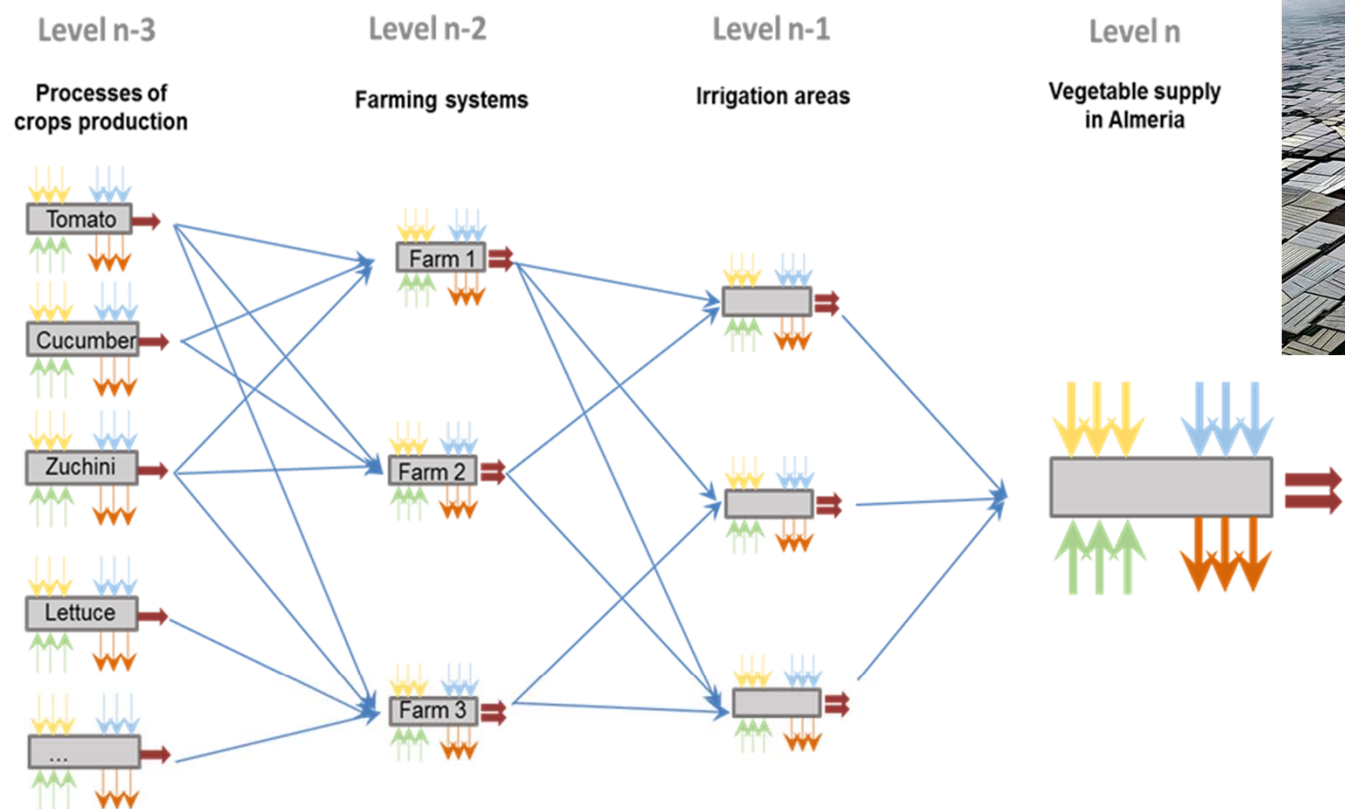 Level n-3
Level n-2
Level n-1
Level n
Processes of
crops production
Farming systems
Irrigation areas
Vegetable supply
in Almeria
Tomato
Cucumber
Zuchini
Lettuce
...
Farm 1
Farm 2
Farm 3